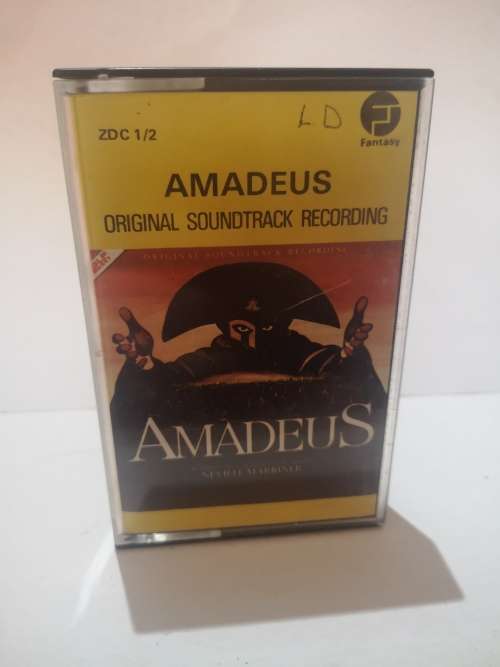 ZDC 1/2
LD
Fantasy
AMADEUS
ORIGINAL SOUNDTRACK RECORDING
ORIGINAL SOUNDTRACK RECORDING
AMADEUS
NEVILLE MARRINER